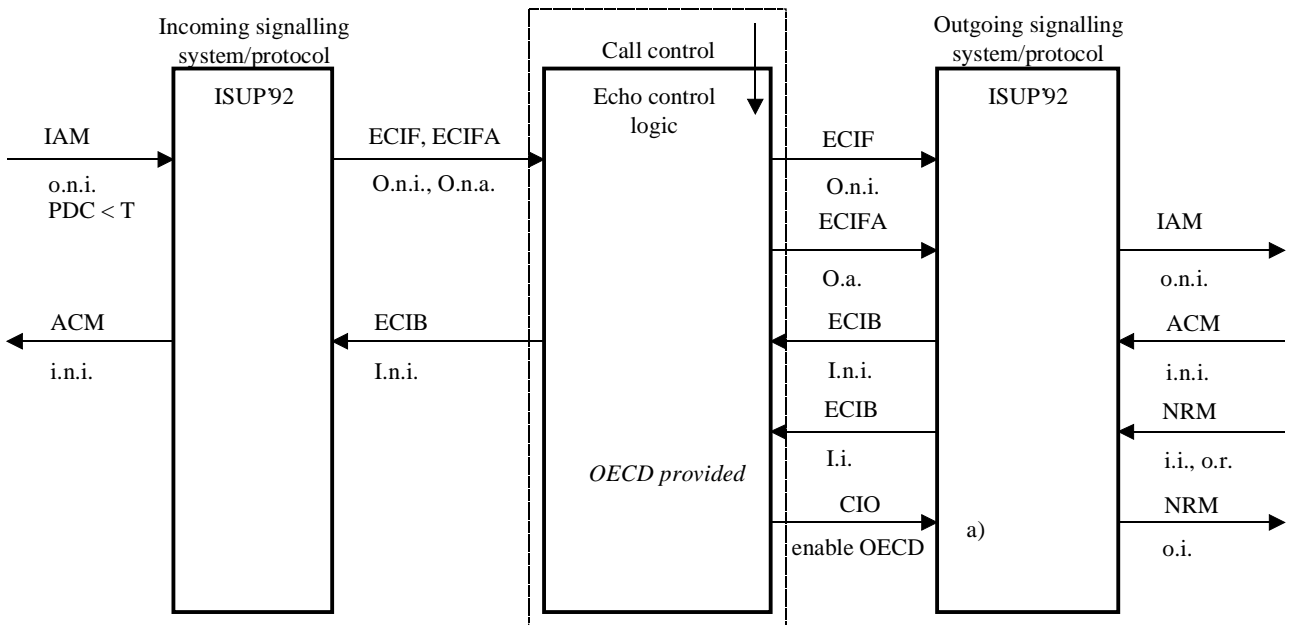 Incoming signalling
system/protocol
ISUP'92
Call control
Echo control
logic
Outgoing signalling
system/protocol
ISUP'92
IAM
o.n.i.
PDC < T
ECIF, ECIFA
O.n.i., O.n.a.
ECIF
O.n.i.
ECIFA
O.a.
IAM
o.n.i.
ACM
i.n.i.
ECIB
I.n.i.
ECIB
I.n.i.
ACM
i.n.i.
ECIB
I.i.
NRM
i.i., o.r.
OECD provided
CIO
enable OECD
a)
NRM
o.i.